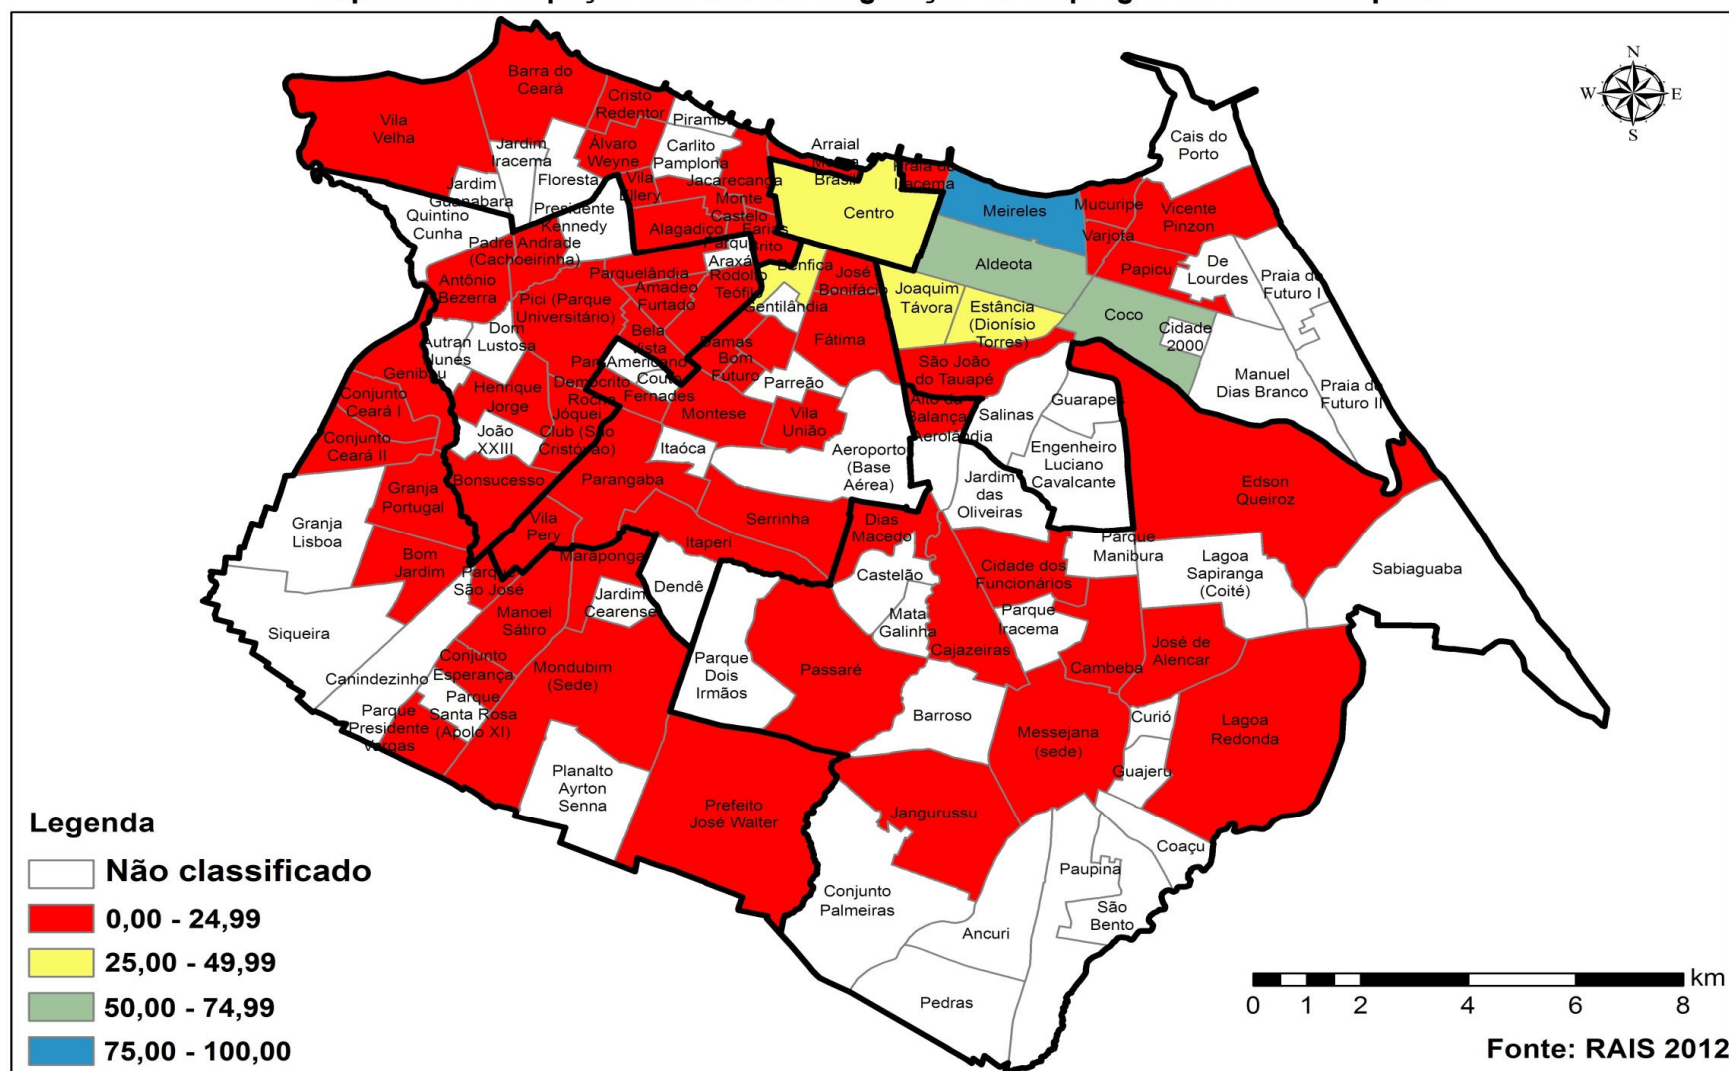 N
W E
S
Barra do
Ceará
Cristo
Redentor
Vila
Velha
Jardim
Iracema
Álvaro
Weyne
Carlito
Pamplona
Arraial
Brasil
Cais do
Porto
Floresta
Vila
Ellery
Jacarecanga
Jardim
Guanabara
Quintino
Cunha
Presidente
Kennedy
Monte
Castelo
Farias
Brito
Alagadiço
Centro
Praia de
Iracema
Meireles
Mucuripe
Vicente
Pinzon
Varjota
Padre Andrade
(Cachoeirinha)
Antônio
Bezerra
Parquelândia
Araxá
Rodolfo
Teófilo
Amadeo
Furtado
Pici (Parque
Universitário)
Benfica
José
Bonifácio
Gentilândia
Aldeota
Papicu
De
Lourdes
Praia do
Futuro I
Joaquim
Távora
Estância
(Dionísio
Torres)
Coco
Cidade
2000
Dom
Lustosa
Autran
Nunes
Bela
Vista
Damas
Bom
Futuro
Fátima
Genibau
Conjunto
Ceará I
Henrique
Jorge
Demócrito
Rocha
Americano
Couto
Fernades
Parreão
São João
do Tauapé
Manuel
Dias Branco
Praia do
Futuro II
Conjunto
Ceará II
João
XXIII
Jóquei
Club (São
Cristóvão)
Montese
Vila
União
Alto da
Balança
Aerolândia
Salinas
Guarapes
Itaóca
Aeroporto
(Base
Aérea)
Engenheiro
Luciano
Cavalcante
Granja
Portugal
Bonsucesso
Parangaba
Jardim
das
Oliveiras
Edson
Queiroz
Granja
Lisboa
Vila
Pery
Serrinha
Dias
Macedo
Itaperi
Bom
Jardim
Parque
São José
Maraponga
Parque
Manibura
Lagoa
Sapiranga
(Coité)
Sabiaguaba
Cidade dos
Funcionários
Castelão
Dendê
Jardim
Cearense
Manoel
Sátiro
Mata
Galinha
Parque
Iracema
Siqueira
Cajazeiras
José de
Alencar
Cambeba
Conjunto
Esperança
Mondubim
(Sede)
Parque
Dois
Irmãos
Passaré
Canindezinho
Parque
Santa Rosa
(Apolo XI)
Parque
Presidente
Vargas
Barroso
Messejana
(sede)
Curió
Lagoa
Redonda
Guajeru
Planalto
Ayrton
Senna
Prefeito
José Walter
Jangurussu
Coaçu
Paupina
Conjunto
Palmeiras
São
Bento
Ancuri
Pedras
Legenda
Não classificado
0,00 - 24,99
25,00 - 49,99
50,00 - 74,99
75,00 - 100,00
km
0 1 2 4 6 8
Fonte: RAIS 2012